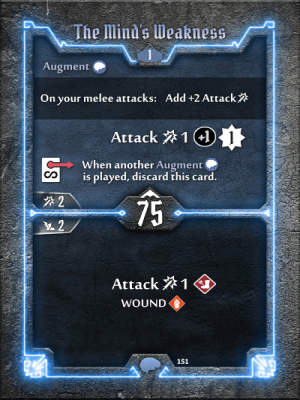 The Mind's Weakness
1
Augment
On your melee attacks: Add +2 Attack
Attack 1 +1 1
When another Augment
is played, discard this card.
75
2
2
Attack 1
WOUND
151